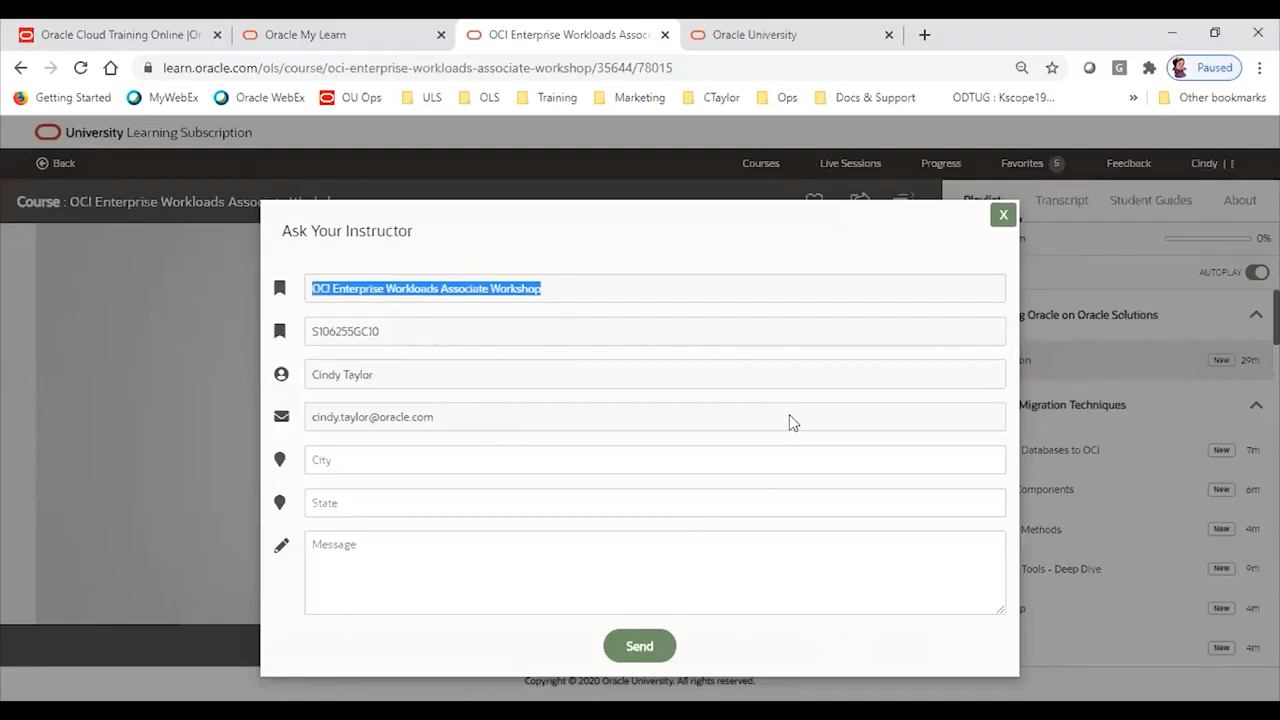 Oracle Cloud Training Online |Or
Oracle My Learn
OCI Enterprise Workloads Assoc
Oracle University
learn.oracle.com/ols/course/oci-enterprise-workloads-associate-workshop/35644/78015
Paused
Getting Started
MyWebEx
Oracle WebEx
OU Ops
ULS
OLS
Training
Marketing
CTaylor
Ops
Docs & Support
ODTUG : Kscope19...
»
Other bookmarks
University Learning Subscription
Back
Courses
Live Sessions
Progress
Favorites 5
Feedback
Cindy
Course : OCI Enterprise Workloads Associate
Playlist
Transcript
Student Guides
About
0%
AUTOPLAY
Ask Your Instructor
X
OCI Enterprise Workloads Associate Workshop
S106255GC10
Cindy Taylor
cindy.taylor@oracle.com
City
State
Message
Send
g Oracle on Oracle Solutions
on New 29m
Migration Techniques
Databases to OCI New 7m
omponents New 6m
Methods New 4m
Tools - Deep Dive New 9m
p New 4m
New 4m
Copyright © 2020 Oracle University. All rights reserved.